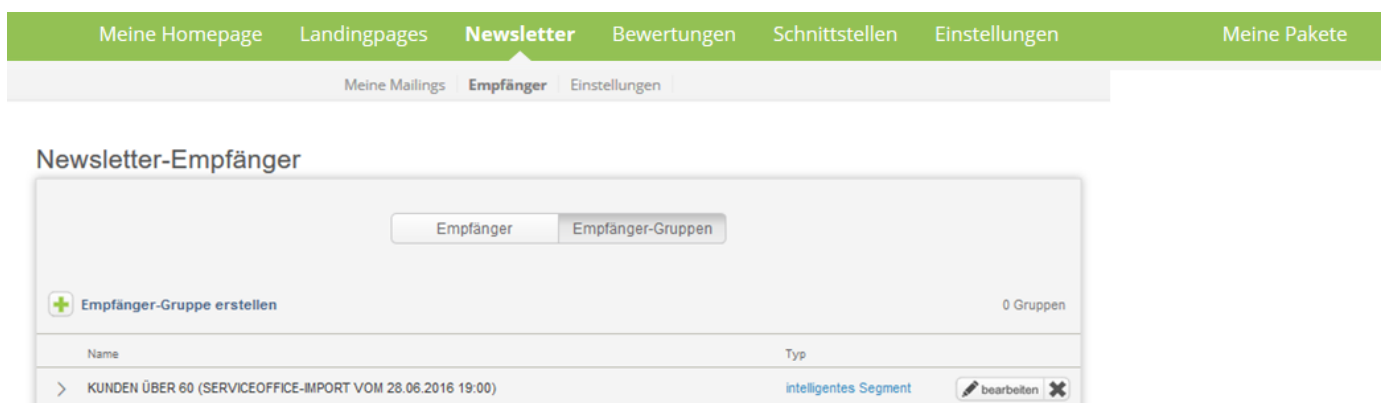 Meine Homepage Landingpages Newsletter Bewertungen Schnittstellen Einstellungen Meine Pakete
Meine Mailings Empfänger Einstellungen
Newsletter-Empfänger
Empfänger Empfänger-Gruppen
Empfänger-Gruppe erstellen 0 Gruppen
Name Typ
KUNDEN ÜBER 60 (SERVICEOFFICE-IMPORT VOM 28.06.2016 19:00) intelligentes Segment bearbeiten